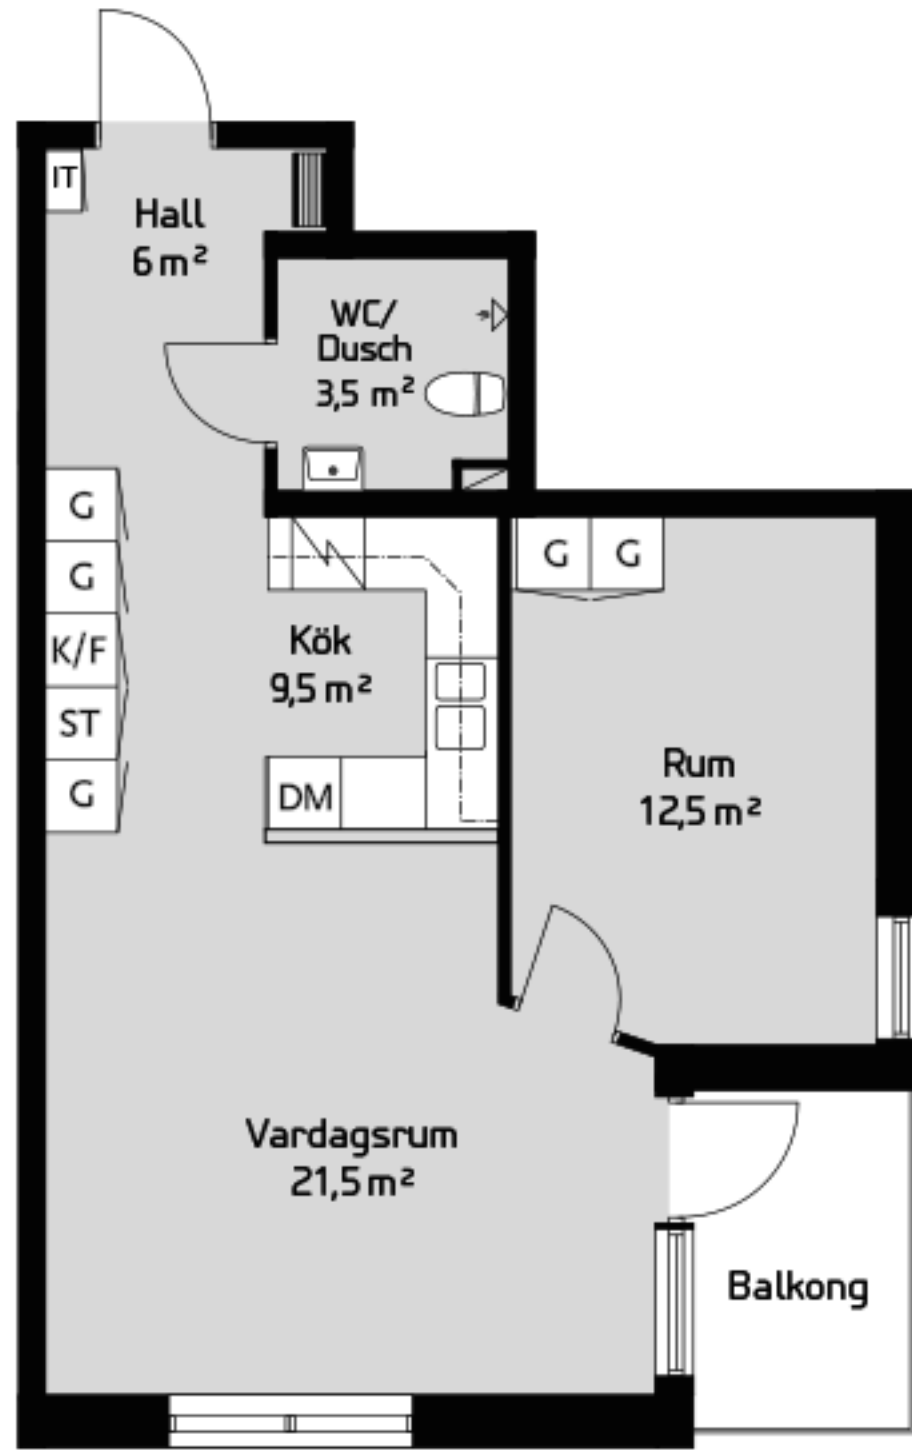 IT
Hall
6 m²
WC/
Dusch
3,5 m²
G
G
K/F
ST
G
Kök
9,5 m²
DM
G G
Rum
12,5 m²
Vardagsrum
21,5 m²
Balkong